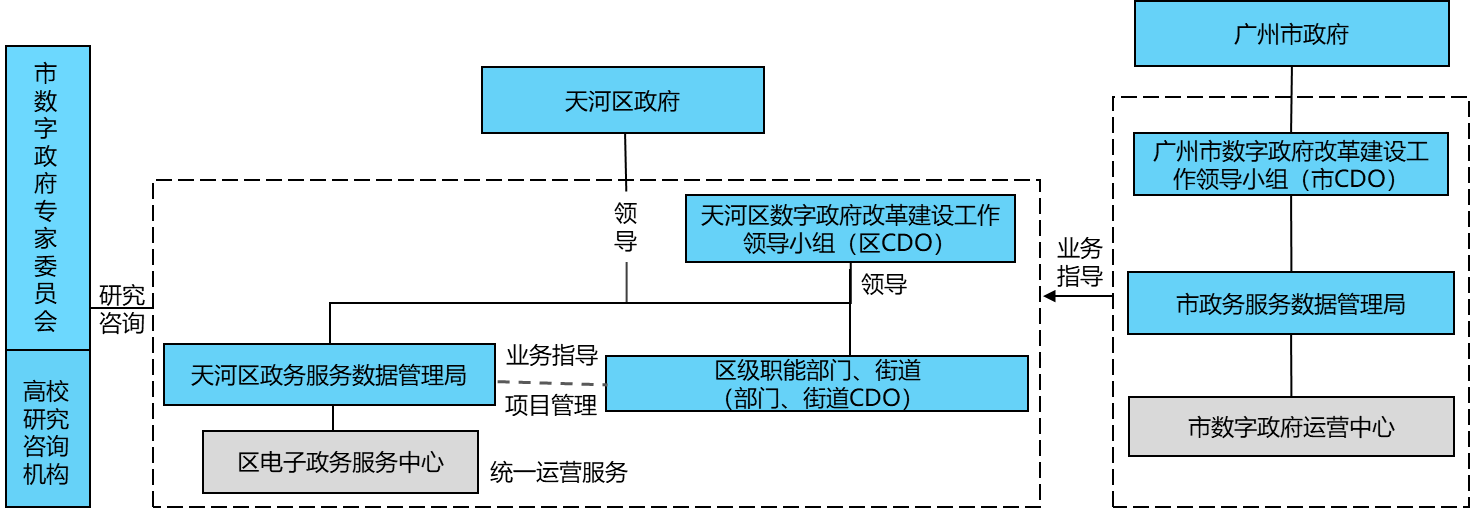 市
数
字
政
府
专
家
委
员
会
高校
研究
咨询
机构
研究
咨询
天河区政府
领
导
天河区数字政府改革建设工作
领导小组（区CDO）
领导
天河区政务服务数据管理局
业务指导
项目管理
区级职能部门、街道
（部门、街道CDO）
区电子政务服务中心
统一运营服务
业务
指导
广州市政府
广州市数字政府改革建设工
作领导小组（市CDO）
市政务服务数据管理局
市数字政府运营中心